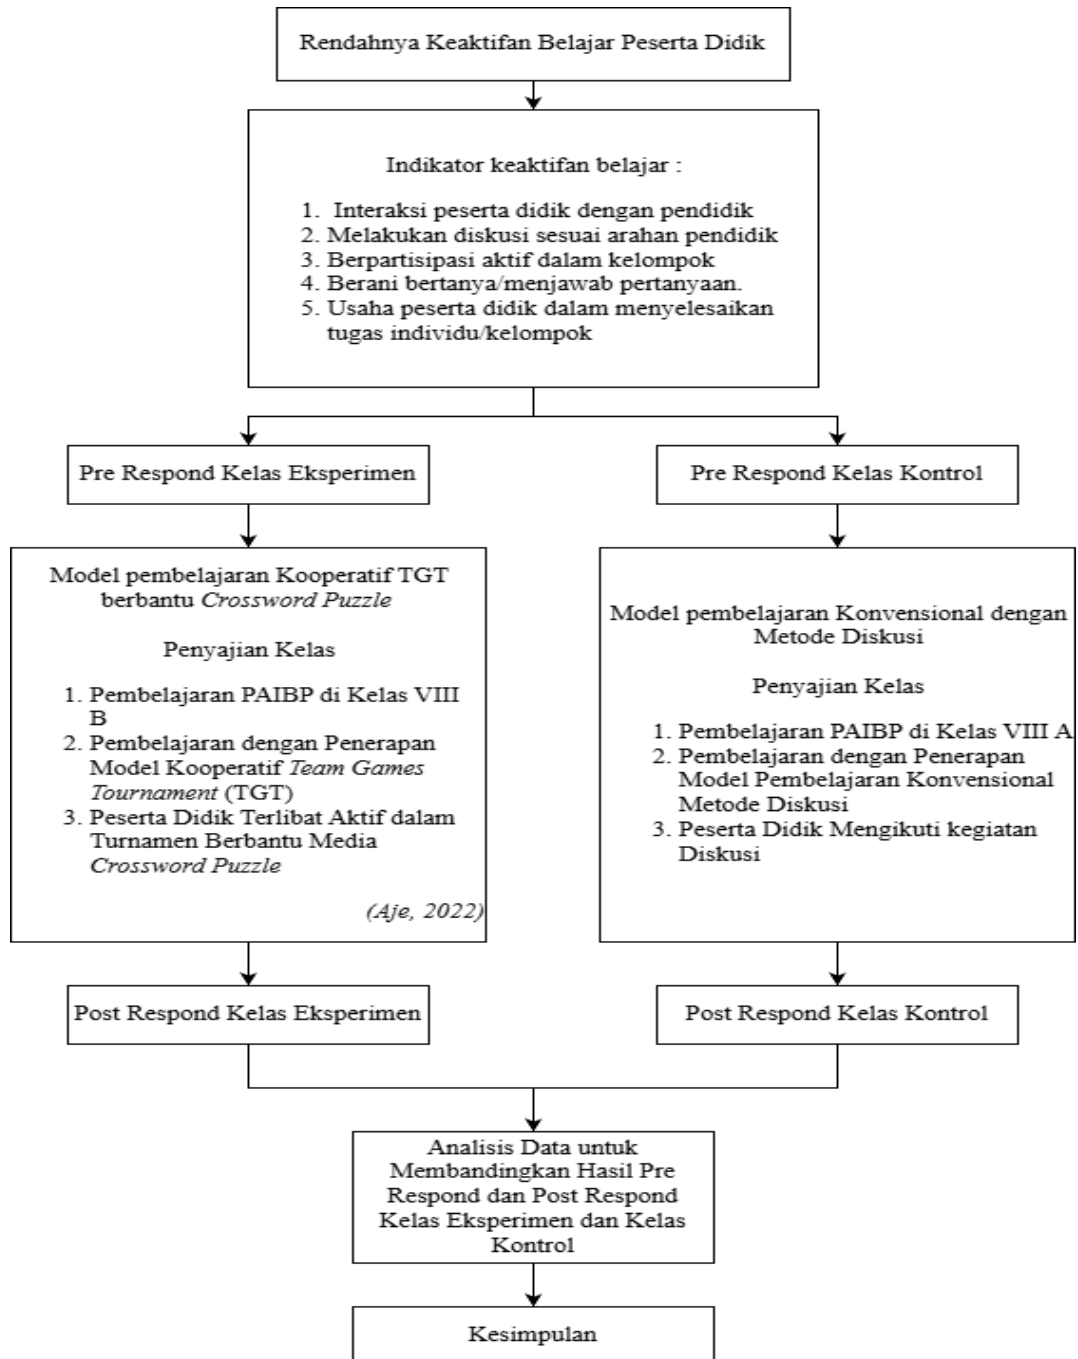 Rendahnya Keaktifan Belajar Peserta Didik
Indikator keaktifan belajar :
1. Interaksi peserta didik dengan pendidik
2. Melakukan diskusi sesuai arahan pendidik
3. Berpartisipasi aktif dalam kelompok
4. Berani bertanya/menjawab pertanyaan.
5. Usaha peserta didik dalam menyelesaikan
tugas individu/kelompok
Pre Respond Kelas Eksperimen
Pre Respond Kelas Kontrol
Model pembelajaran Kooperatif TGT
berbantu Crossword Puzzle
Penyajian Kelas
1. Pembelajaran PAIBP di Kelas VIII
B
2. Pembelajaran dengan Penerapan
Model Kooperatif Team Games
Tournament (TGT)
3. Peserta Didik Terlibat Aktif dalam
Turnamen Berbantu Media
Crossword Puzzle
(Aje, 2022)
Model pembelajaran Konvensional dengan
Metode Diskusi
Penyajian Kelas
1. Pembelajaran PAIBP di Kelas VIII A
2. Pembelajaran dengan Penerapan
Model Pembelajaran Konvensional
Metode Diskusi
3. Peserta Didik Mengikuti kegiatan
Diskusi
Post Respond Kelas Eksperimen
Post Respond Kelas Kontrol
Analisis Data untuk
Membandingkan Hasil Pre
Respond dan Post Respond
Kelas Eksperimen dan Kelas
Kontrol
Kesimpulan